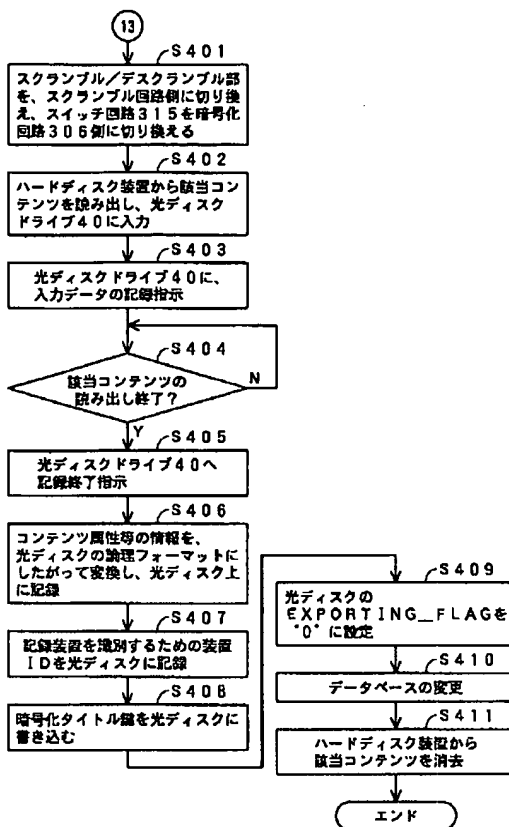 13
S401
スクランブル／デスクランブル部
を、スクランブル回路側に切り換
え、スイッチ回路315を暗号化
回路306側に切り換える
S402
ハードディスク装置から該当コン
テンツを読み出し、光ディスク
ドライブ40に入力
S403
光ディスクドライブ40に、
入力データの記録指示
S404
該当コンテンツの
読み出し終了？
N
Y
S405
光ディスクドライブ40へ
記録終了指示
S406
コンテンツ属性等の情報を、
光ディスクの論理フォーマットに
したがって変換し、光ディスク上
に記録
S407
記録装置を識別するための装置
IDを光ディスクに記録
S408
暗号化タイトル鍵を光ディスクに
書き込む
S409
光ディスクの
EXPORTING_FLAGを
"0"に設定
S410
データベースの変更
S411
ハードディスク装置から
該当コンテンツを消去
エンド